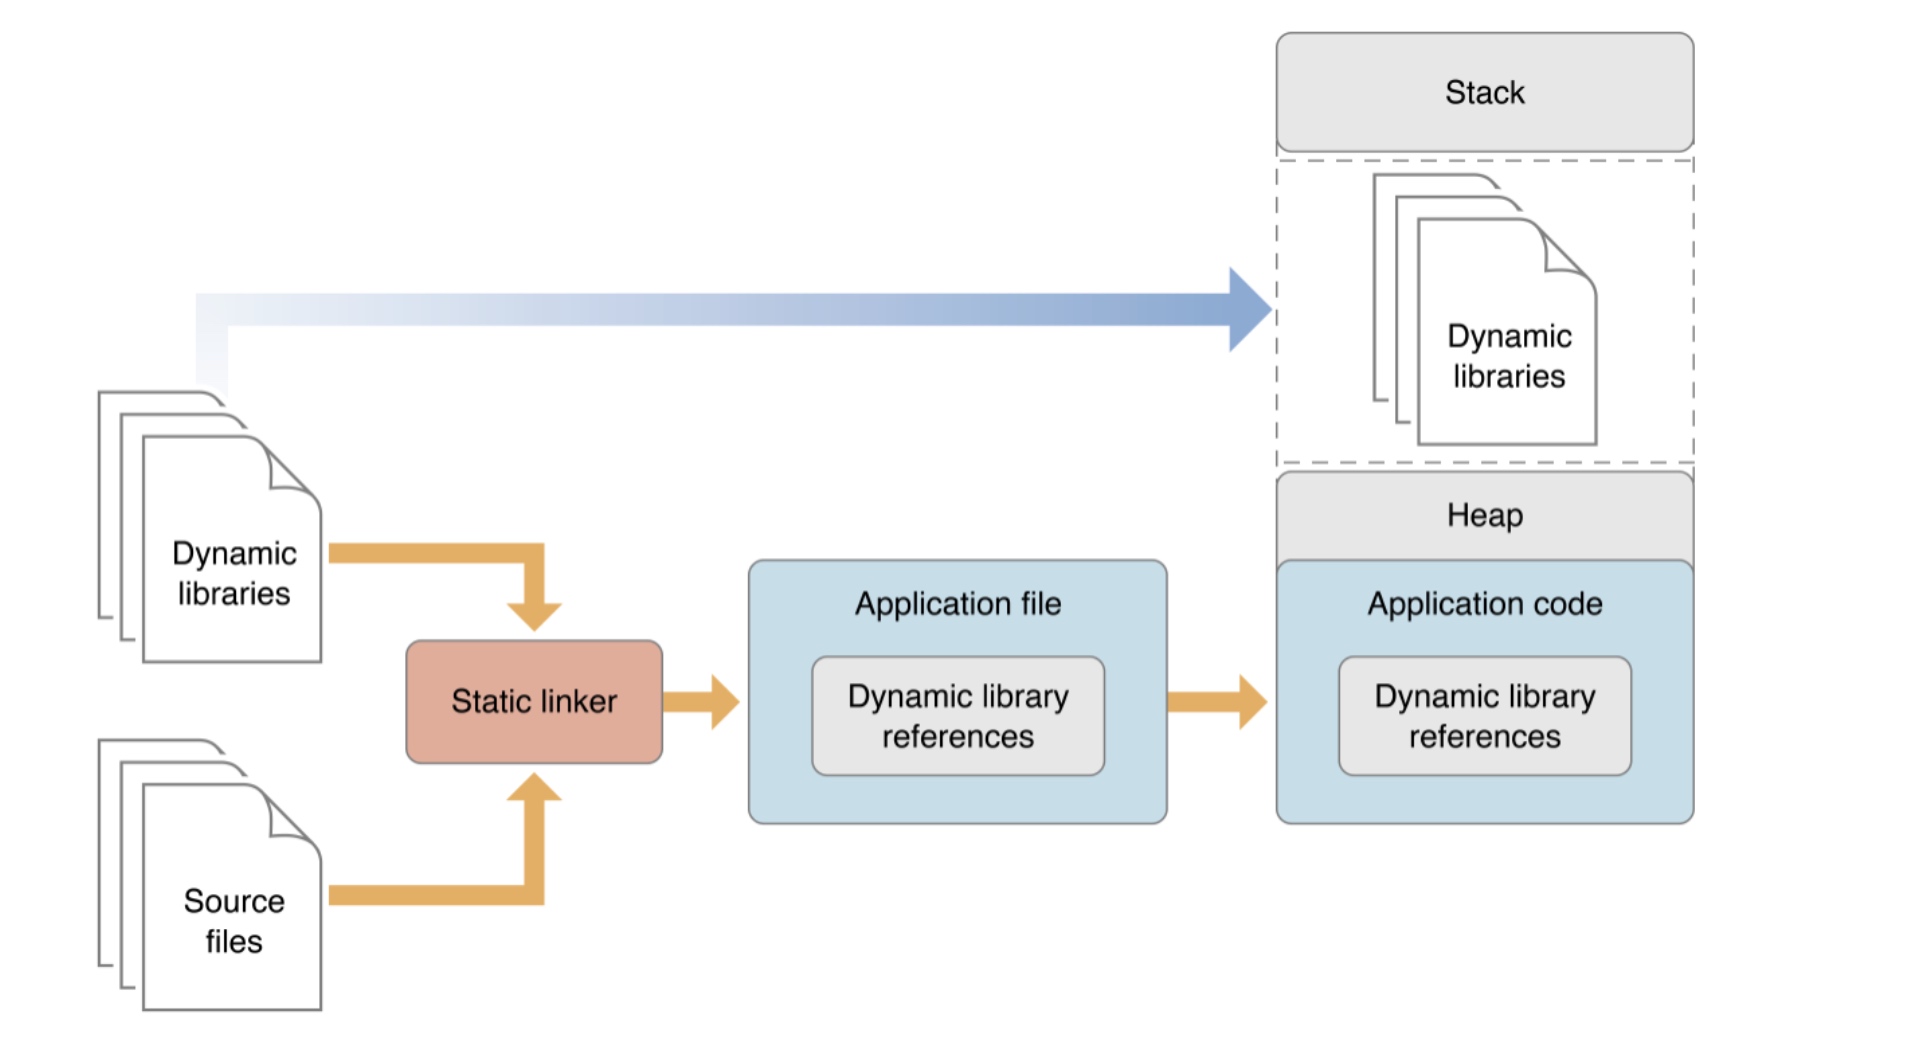 Stack
Dynamic
libraries
Heap
Dynamic
libraries
Static linker
Application file
Dynamic library
references
Application code
Dynamic library
references
Source
files